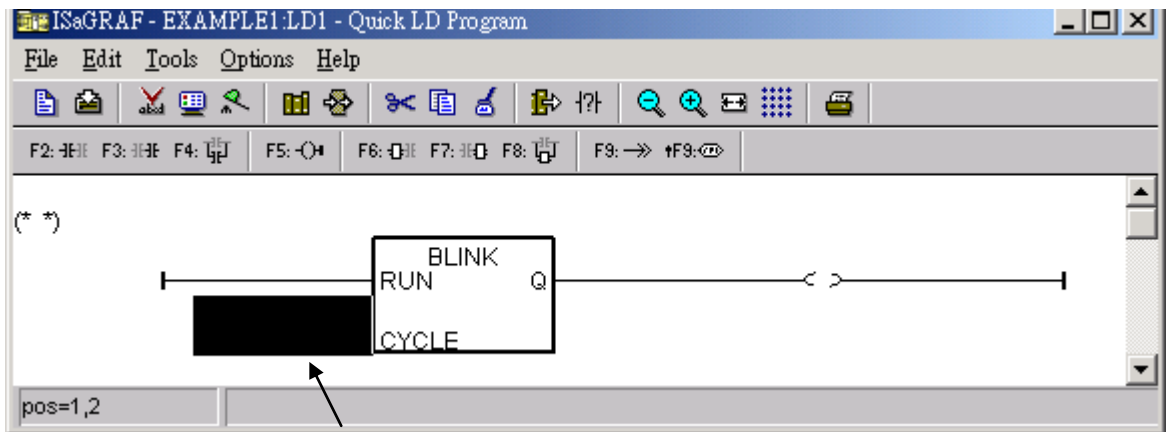 ISaGRAF - EXAMPLE1:LD1 - Quick LD Program
File Edit Tools Options Help
abcd
F2: F3: F4: F5: F6: F7: F8: F9: F9:
(* *)
BLINK
RUN Q
CYCLE
pos=1,2